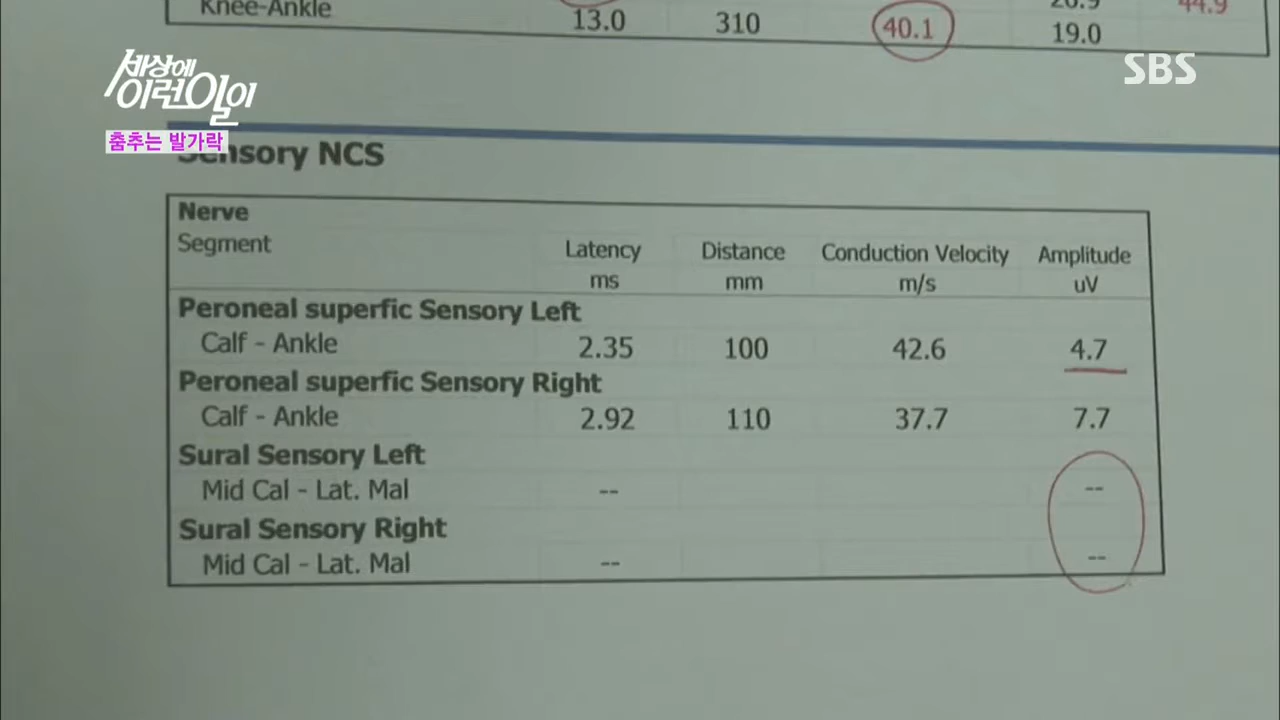 Knee-Ankle 13.0 310 40.1 19.0
44.9
세상에
이런일이
SBS
춤추는 발가락
Sensory NCS
Nerve
Segment Latency Distance Conduction Velocity Amplitude
ms mm m/s uV
Peroneal superfic Sensory Left
Calf - Ankle 2.35 100 42.6 4.7
Peroneal superfic Sensory Right
Calf - Ankle 2.92 110 37.7 7.7
Sural Sensory Left
Mid Cal - Lat. Mal -- --
Sural Sensory Right
Mid Cal - Lat. Mal -- --